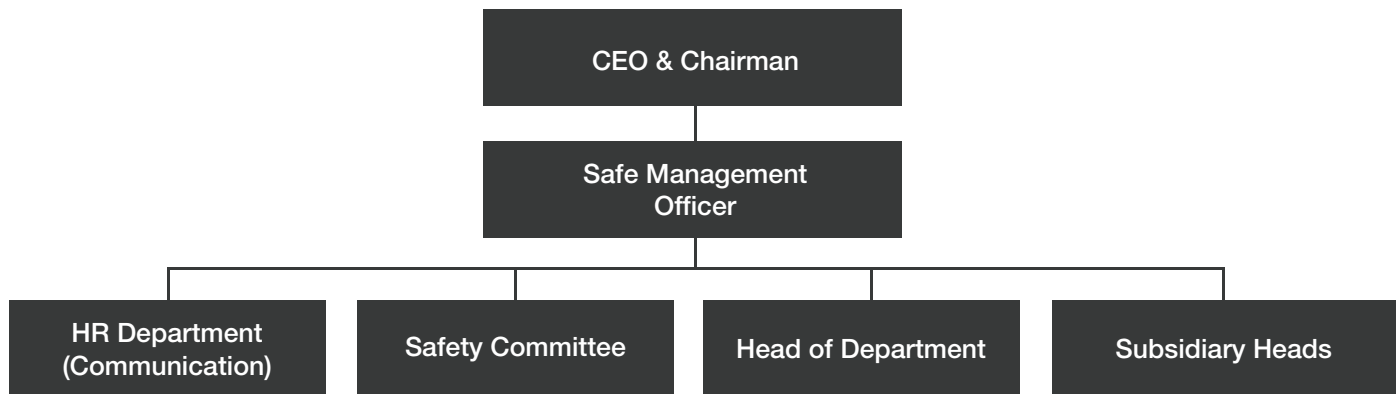 CEO & Chairman
Safe Management
Officer
HR Department
(Communication)
Safety Committee
Head of Department
Subsidiary Heads